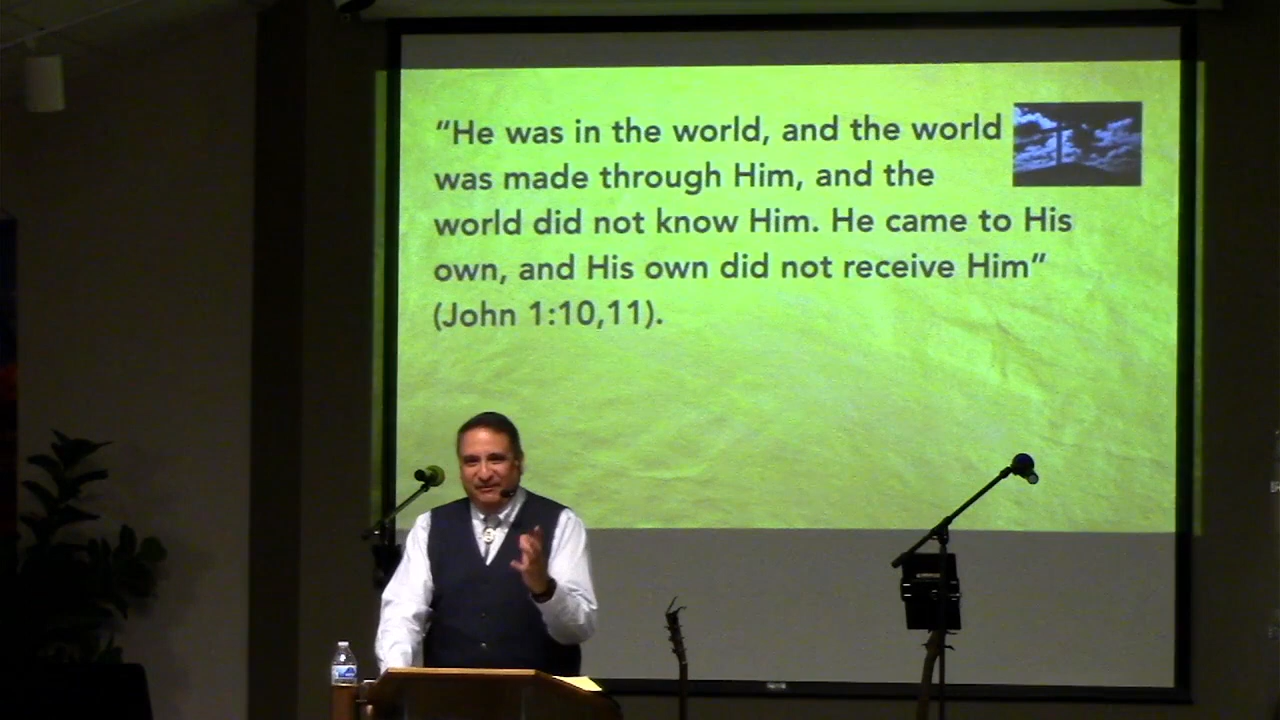 “He was in the world, and the world
was made through Him, and the
world did not know Him. He came to His
own, and His own did not receive Him”
(John 1:10,11).